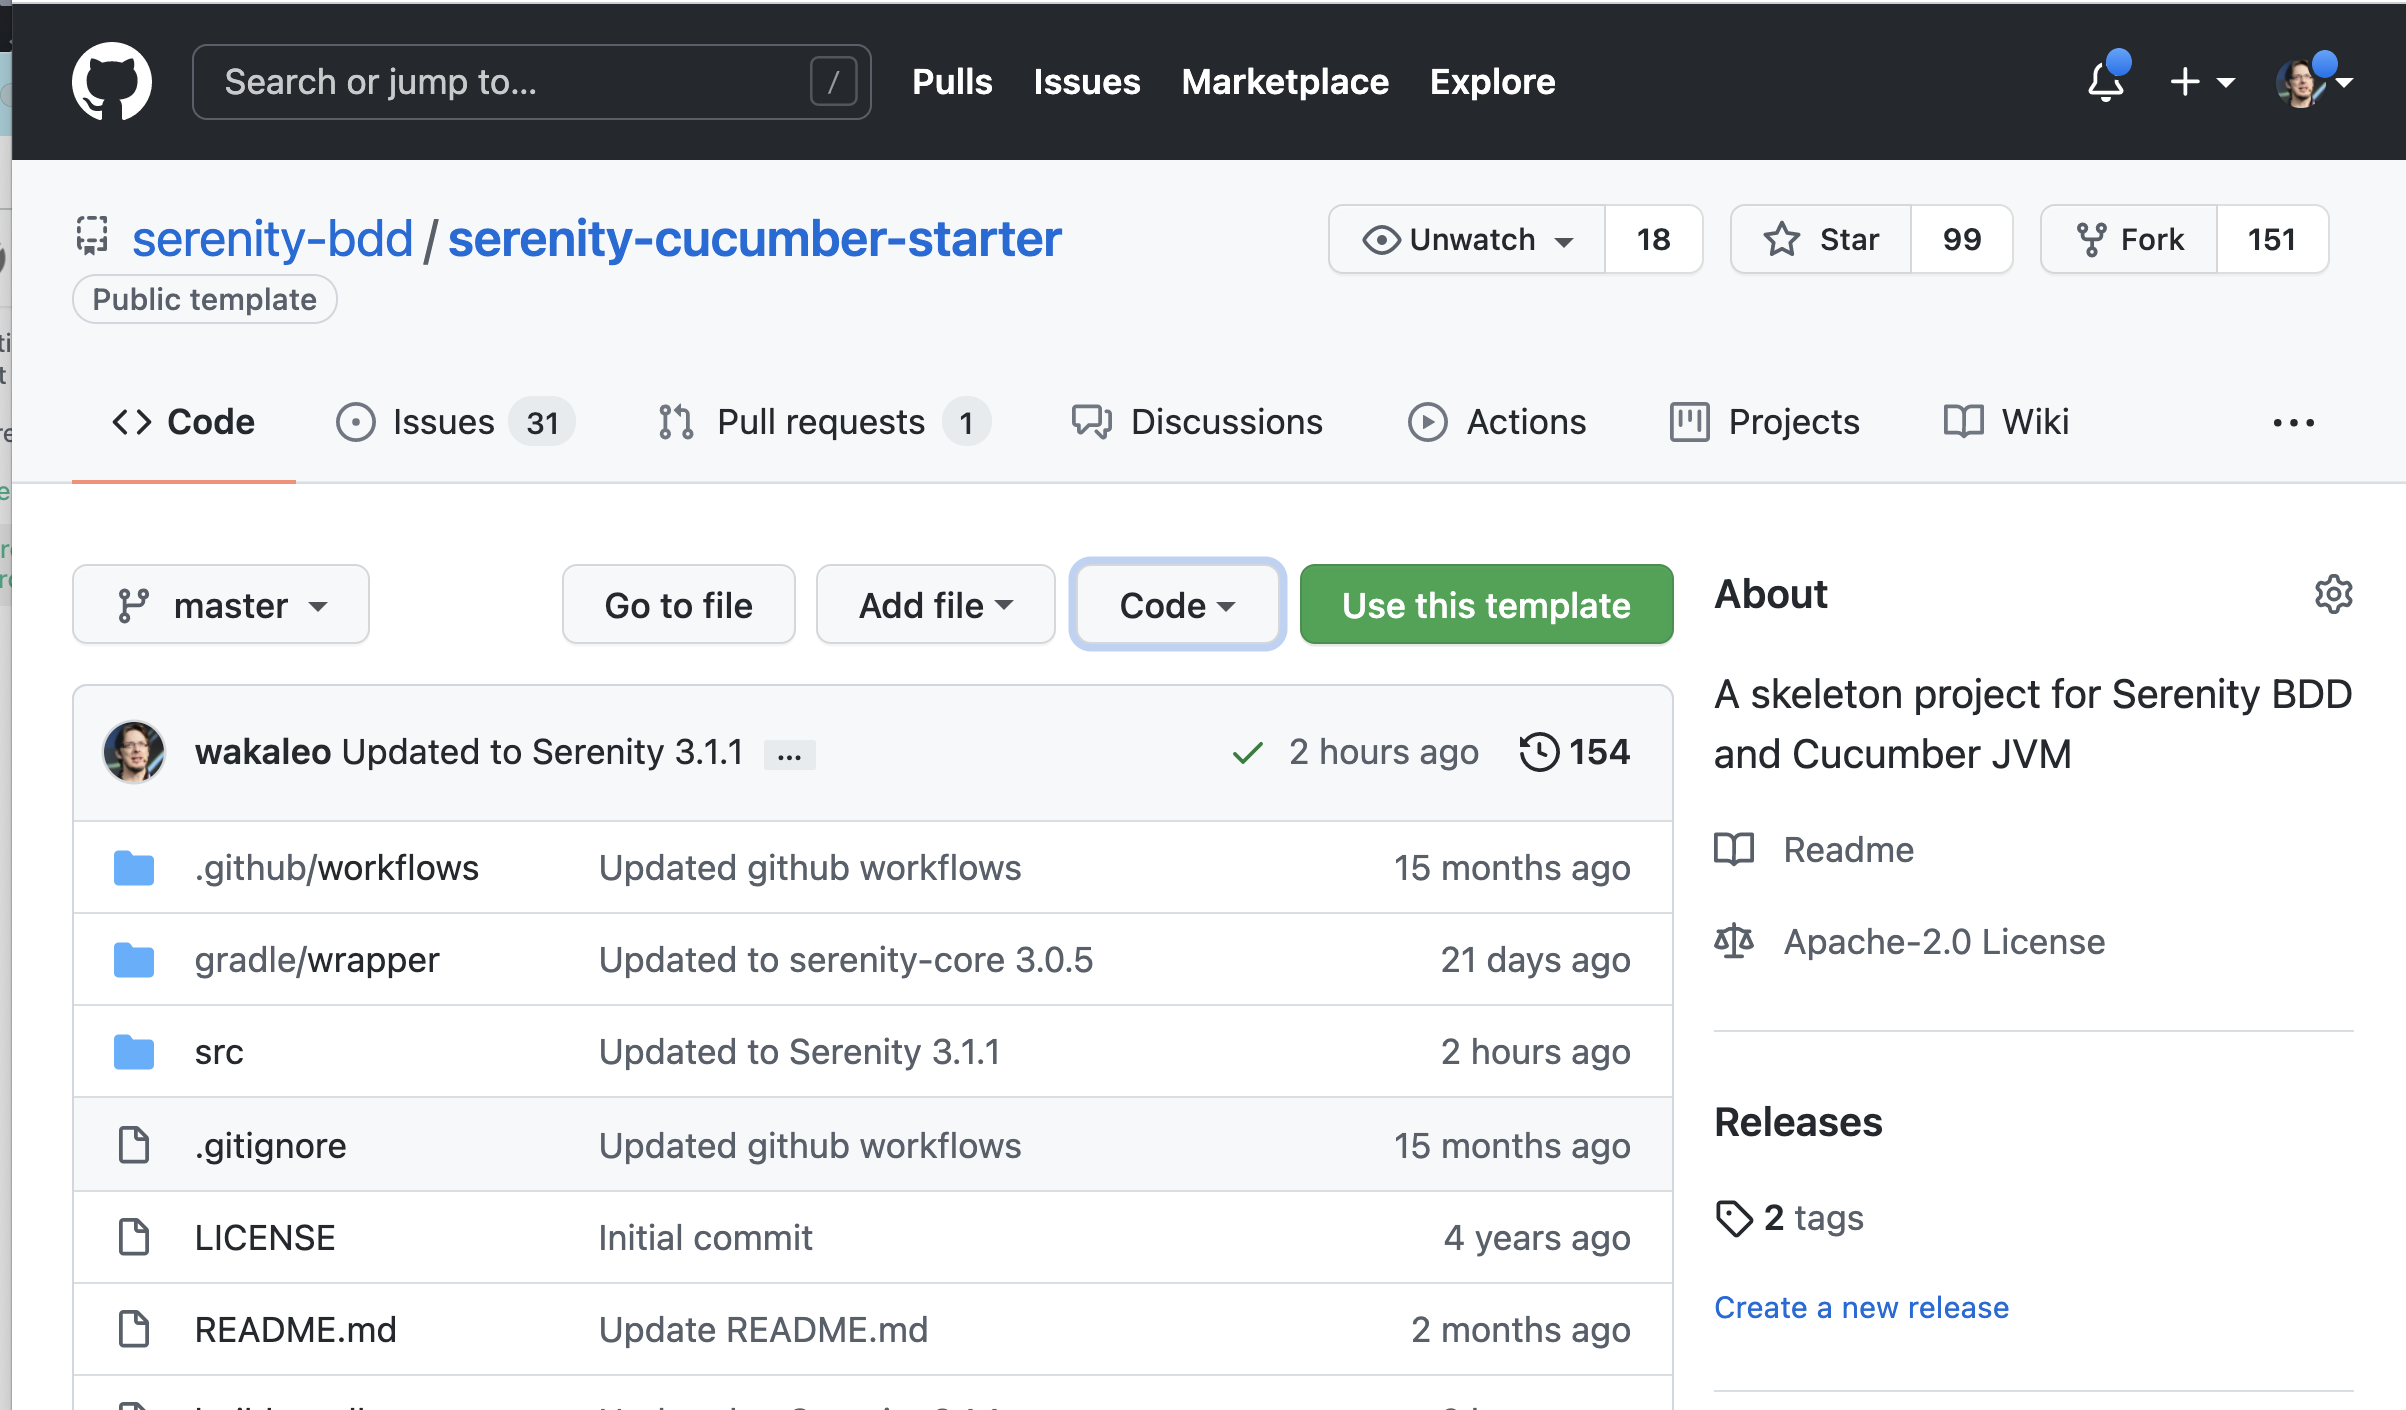 Search or jump to... /
Pulls Issues Marketplace Explore
serenity-bdd / serenity-cucumber-starter
Unwatch 18 Star 99 Fork 151
Public template
Code Issues 31 Pull requests 1 Discussions Actions Projects Wiki ...
master Go to file Add file Code Use this template
wakaleo Updated to Serenity 3.1.1 ... 2 hours ago 154
.github/workflows Updated github workflows 15 months ago
gradle/wrapper Updated to serenity-core 3.0.5 21 days ago
src Updated to Serenity 3.1.1 2 hours ago
.gitignore Updated github workflows 15 months ago
LICENSE Initial commit 4 years ago
README.md Update README.md 2 months ago
About
A skeleton project for Serenity BDD
and Cucumber JVM
Readme
Apache-2.0 License
Releases
2 tags
Create a new release